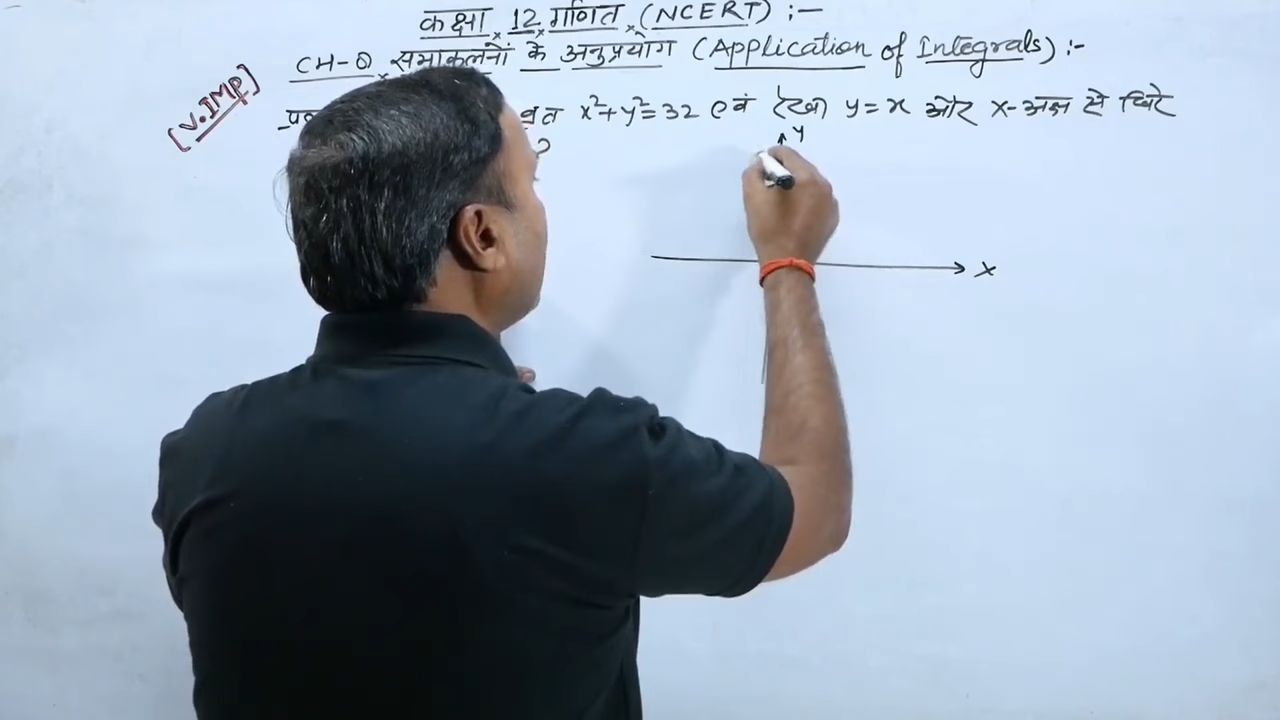 कक्षा 12 गणित (NCERT) :-
CH-8 समाकलनों के अनुप्रयोग (Application of Integrals) :-
[V.IMP]
वृत x²+y²=32 एवं रेखा y=x और x-अक्ष से घिरे
?
y
x